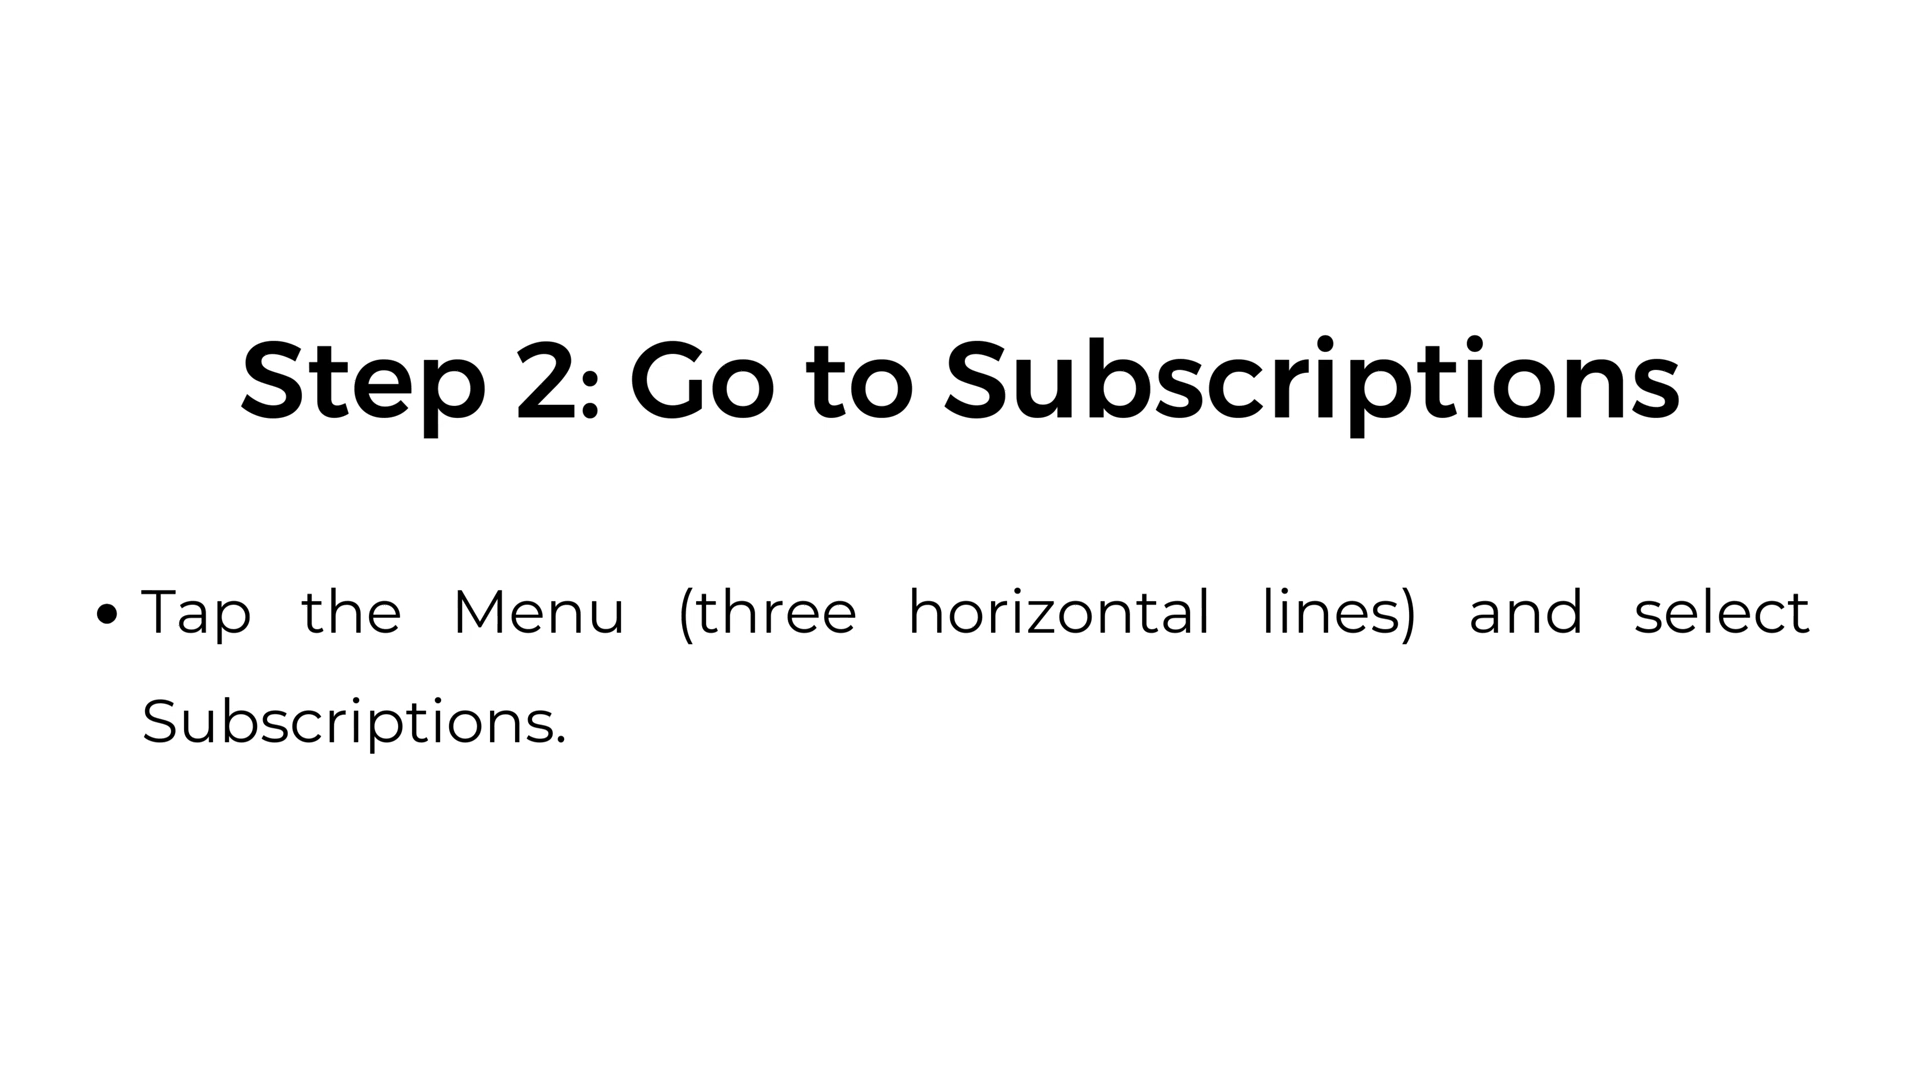 Step 2: Go to Subscriptions
• Tap the Menu (three horizontal lines) and select
Subscriptions.